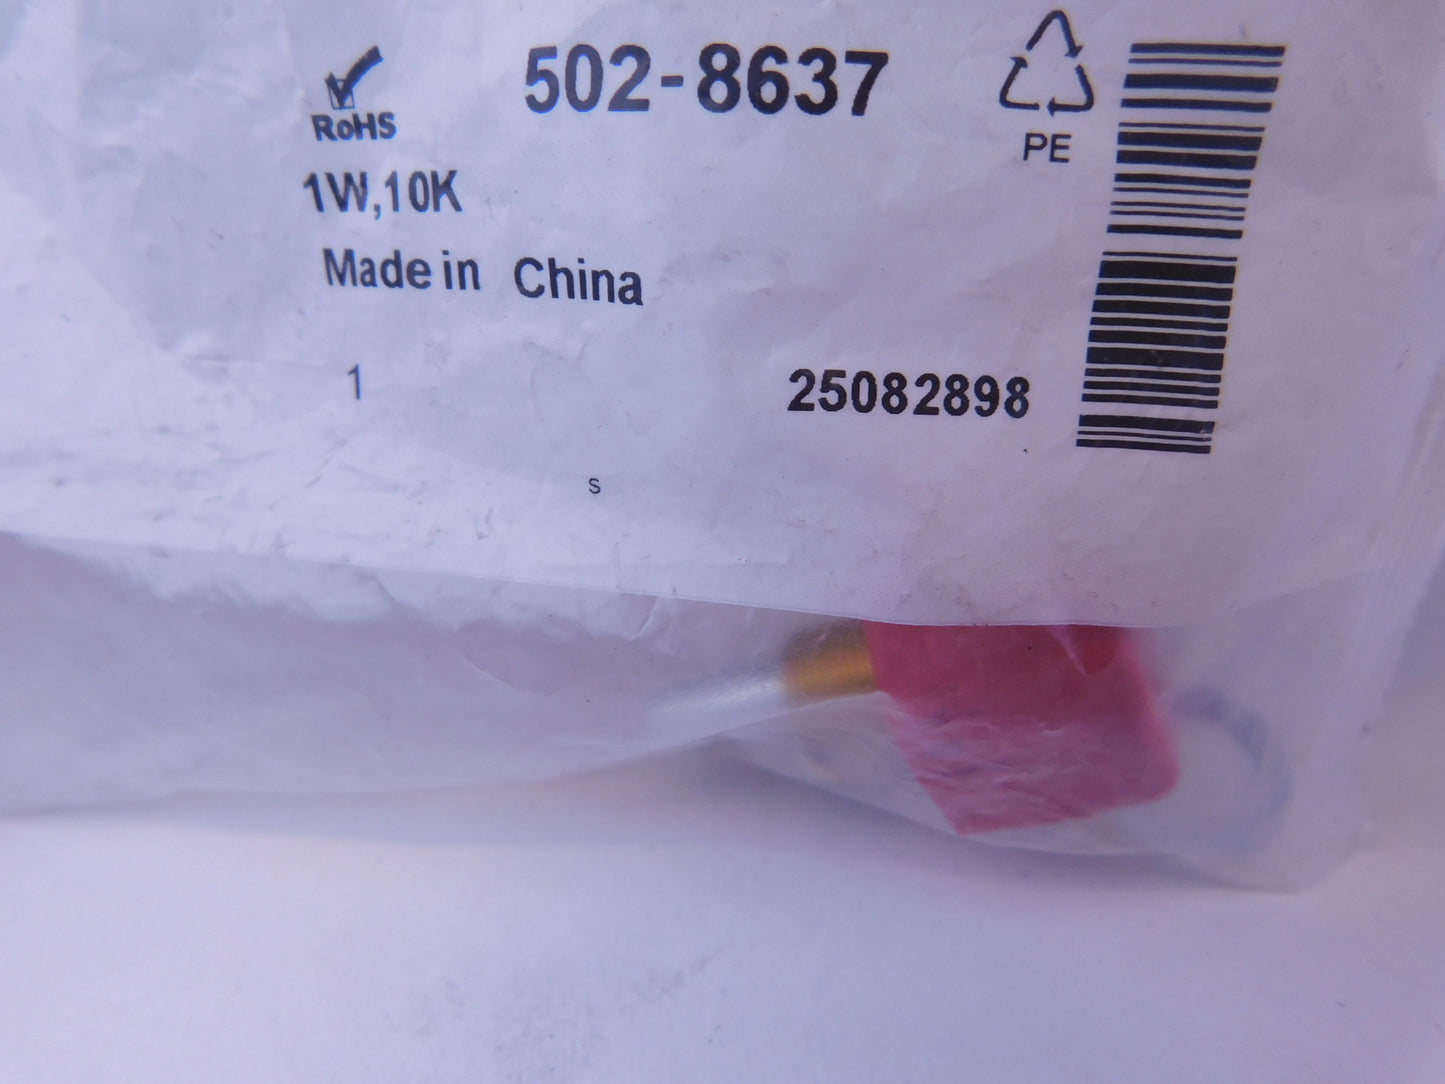 502-8637
RoHS
PE
1W,10K
Made in China
1
25082898
s